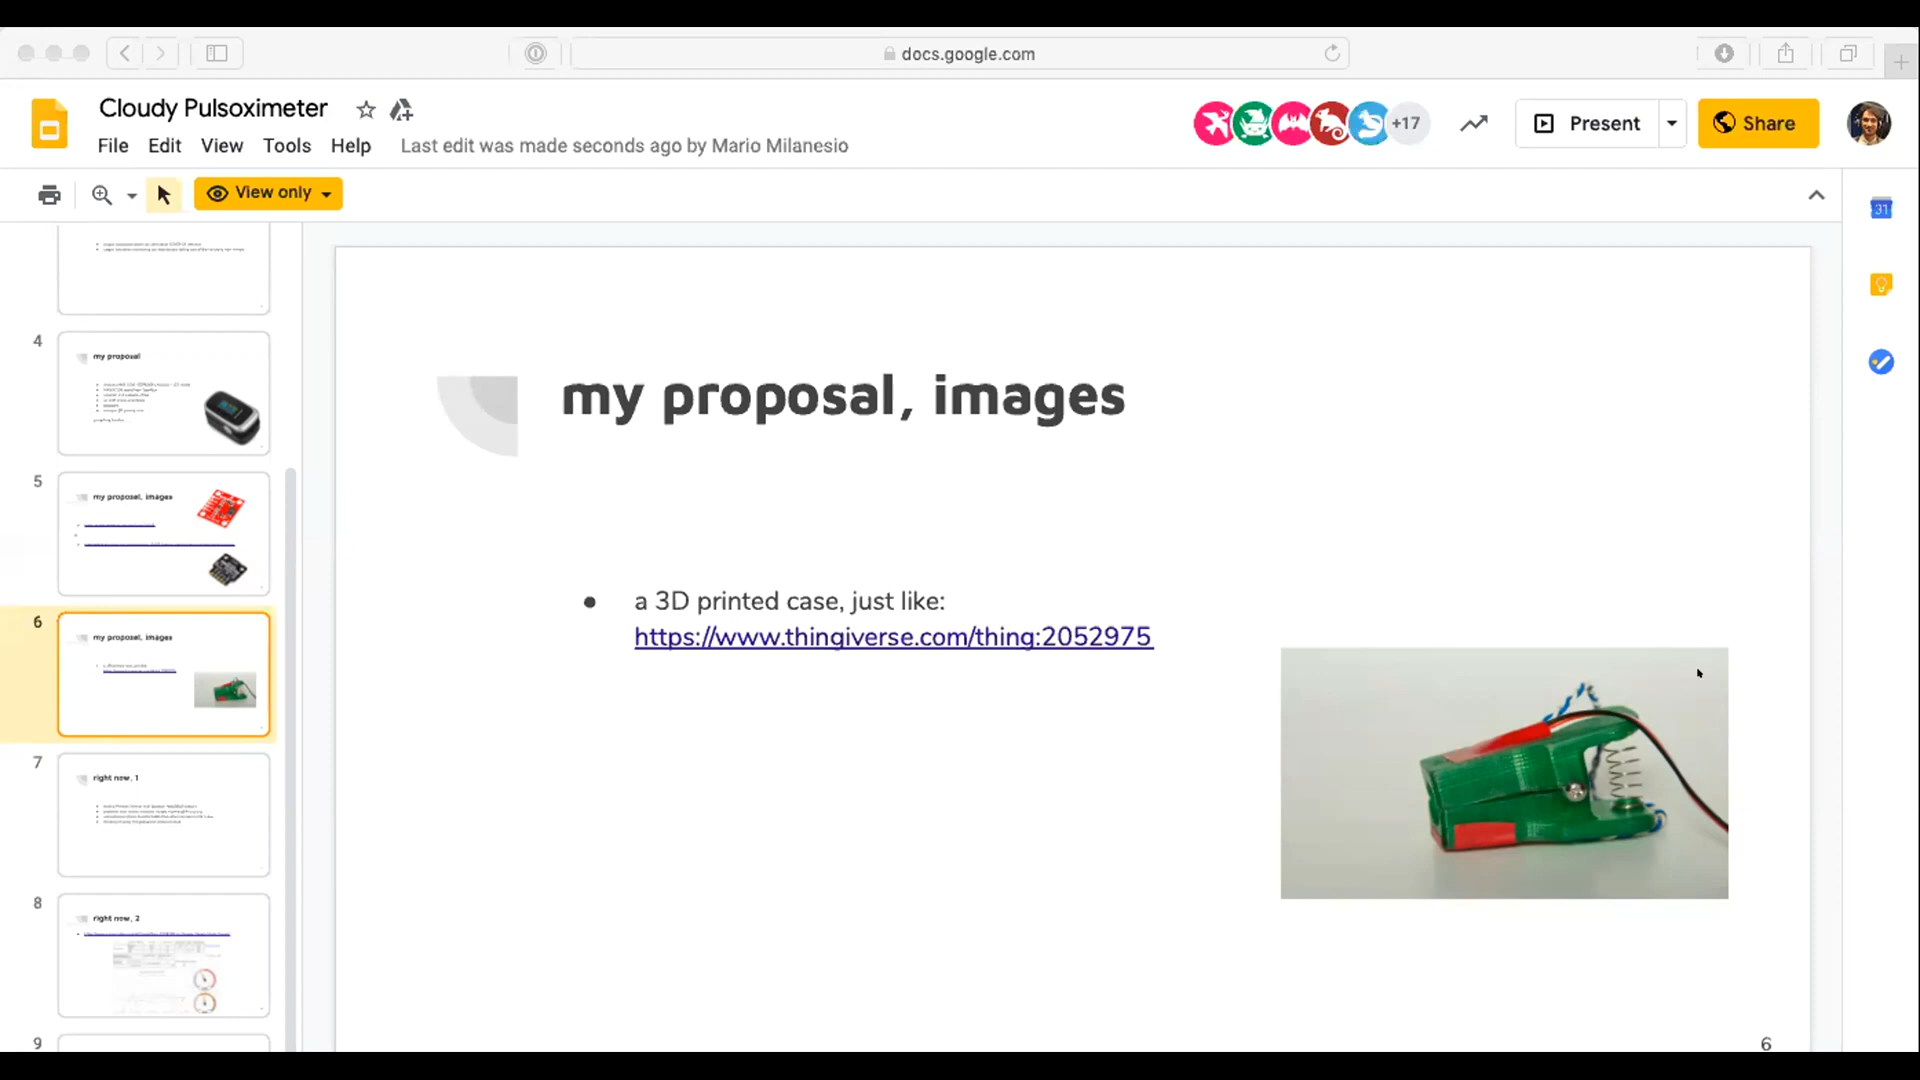 docs.google.com
Cloudy Pulsoximeter
+17
Present
Share
File Edit View Tools Help Last edit was made seconds ago by Mario Milanesio
View only
31
4
my proposal
5
my proposal, images
6
my proposal, images
7
right now, 1
8
right now, 2
9
my proposal, images
● a 3D printed case, just like:
https://www.thingiverse.com/thing:2052975
6